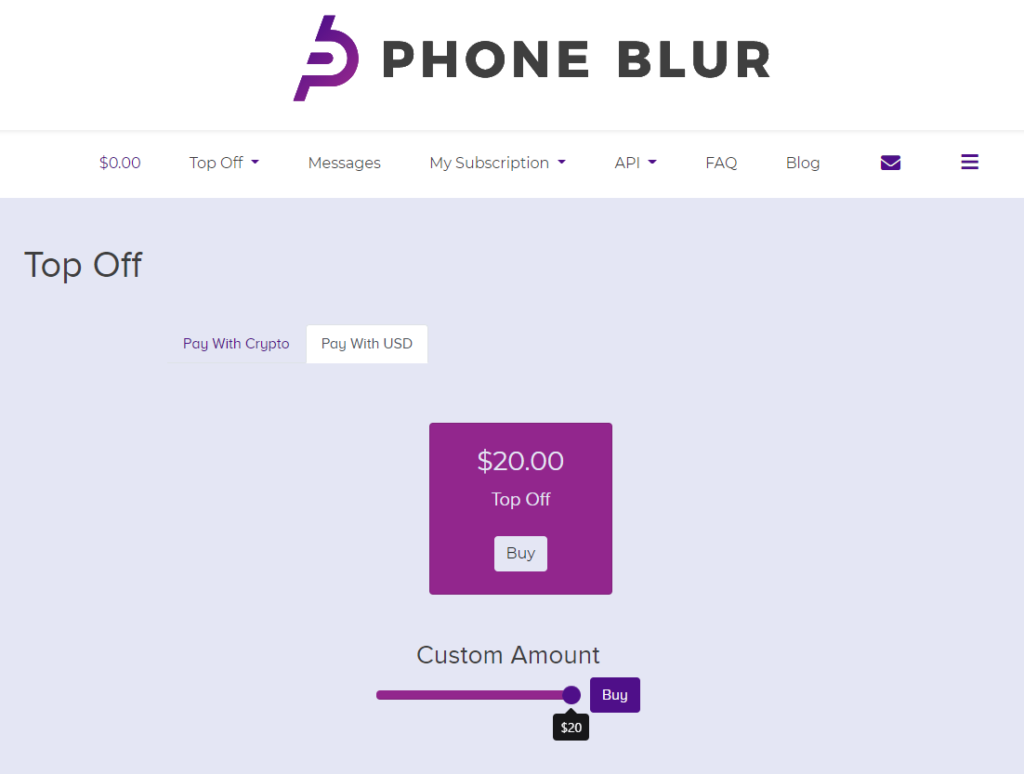 PHONE BLUR
$0.00 Top Off Messages My Subscription API FAQ Blog
Top Off
Pay With Crypto Pay With USD
$20.00
Top Off
Buy
Custom Amount
Buy
$20